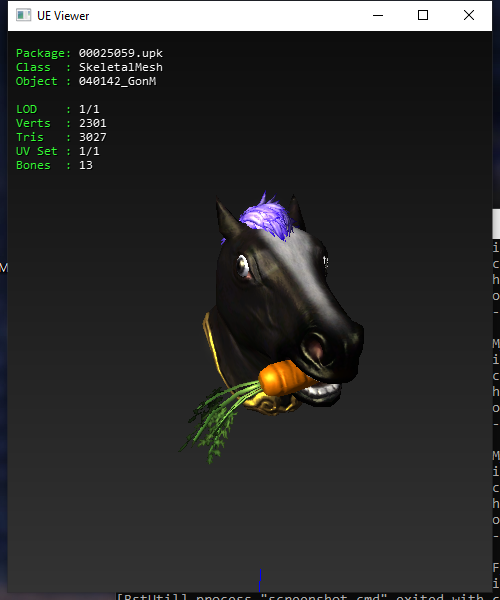 UE Viewer
Package: 00025059.upk
Class : SkeletalMesh
Object : 040142_GonM
LOD : 1/1
Verts : 2301
Tris : 3027
UV Set : 1/1
Bones : 13
M
i
c
h
o
-
M
i
c
h
o
-
M
i
c
h
o
-
F
i
[BstUtil] process "screenshot.cmd" exited with c